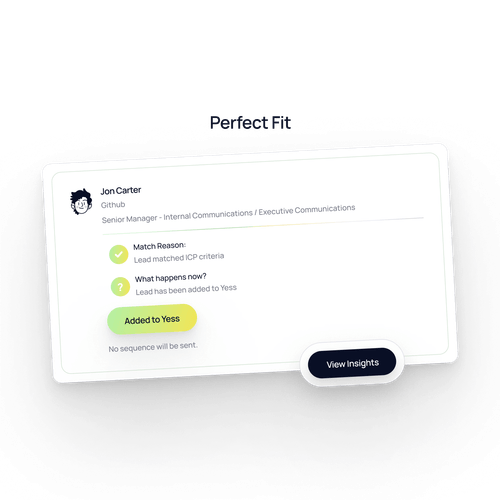 Perfect Fit
Jon Carter
Github
Senior Manager - Internal Communications / Executive Communications
Match Reason:
Lead matched ICP criteria
?
What happens now?
Lead has been added to Yess
Added to Yess
No sequence will be sent.
View Insights